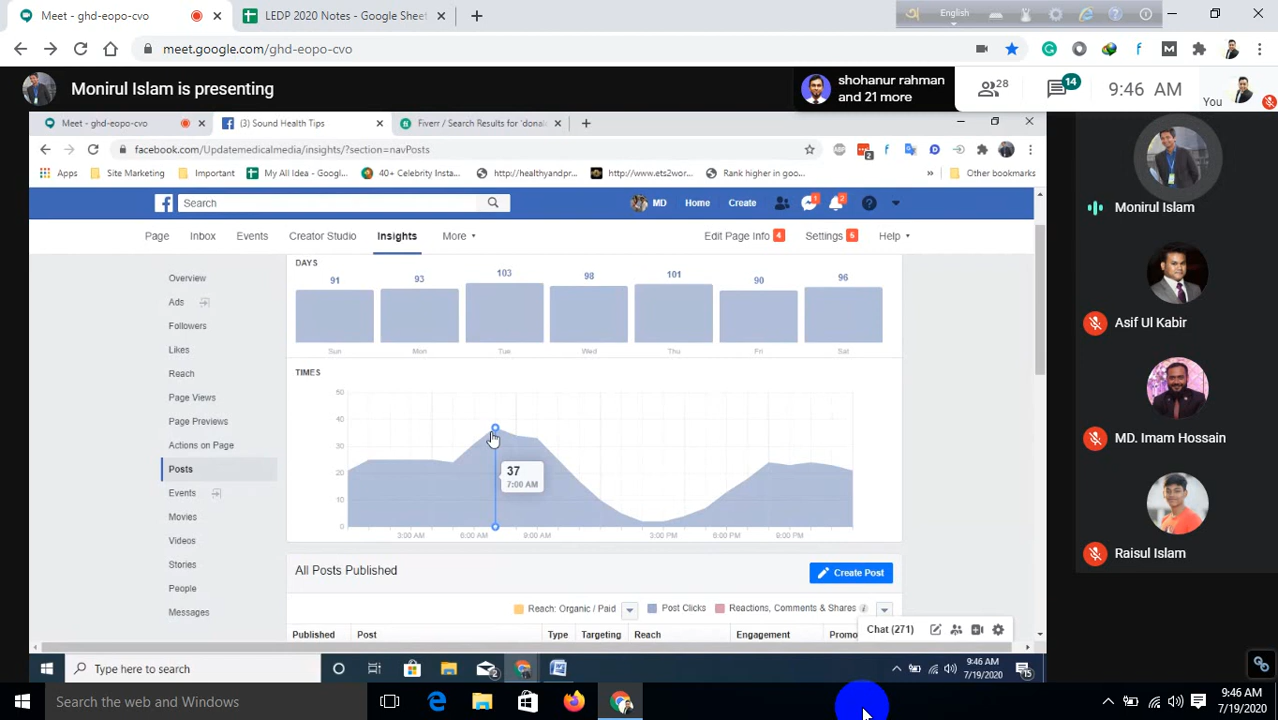 Meet - ghd-eopo-cvo
LEDP 2020 Notes - Google Sheet
English
meet.google.com/ghd-eopo-cvo
Monirul Islam is presenting
shohanur rahman
and 21 more
28
14
9:46 AM
You
Meet - ghd-eopo-cvo
(3) Sound Health Tips
Fiverr / Search Results for 'dona
facebook.com/Updatemedicalmedia/insights/?section=navPosts
2
Apps
Site Marketing
Important
My All Idea - Googl...
40+ Celebrity Insta...
http://healthyandpr...
http://www.ets2wor...
Rank higher in goo...
»
Other bookmarks
Search
MD
Home
Create
1
2
Page
Inbox
Events
Creator Studio
Insights
More
Edit Page Info 4
Settings 5
Help
Overview
Ads
Followers
Likes
Reach
Page Views
Page Previews
Actions on Page
Posts
Events
Movies
Videos
Stories
People
Messages
DAYS
91 93 103 98 101 90 96
Sun Mon Tue Wed Thu Fri Sat
TIMES
50
40
30
20
10
0
37
7:00 AM
3:00 AM 6:00 AM 9:00 AM 3:00 PM 6:00 PM 9:00 PM
All Posts Published
Create Post
Reach: Organic / Paid
Post Clicks
Reactions, Comments & Shares
Published Post Type Targeting Reach Engagement Promo
Chat (271)
Monirul Islam
Asif Ul Kabir
MD. Imam Hossain
Raisul Islam
Type here to search
2
9:46 AM
7/19/2020
15
Search the web and Windows
9:46 AM
7/19/2020